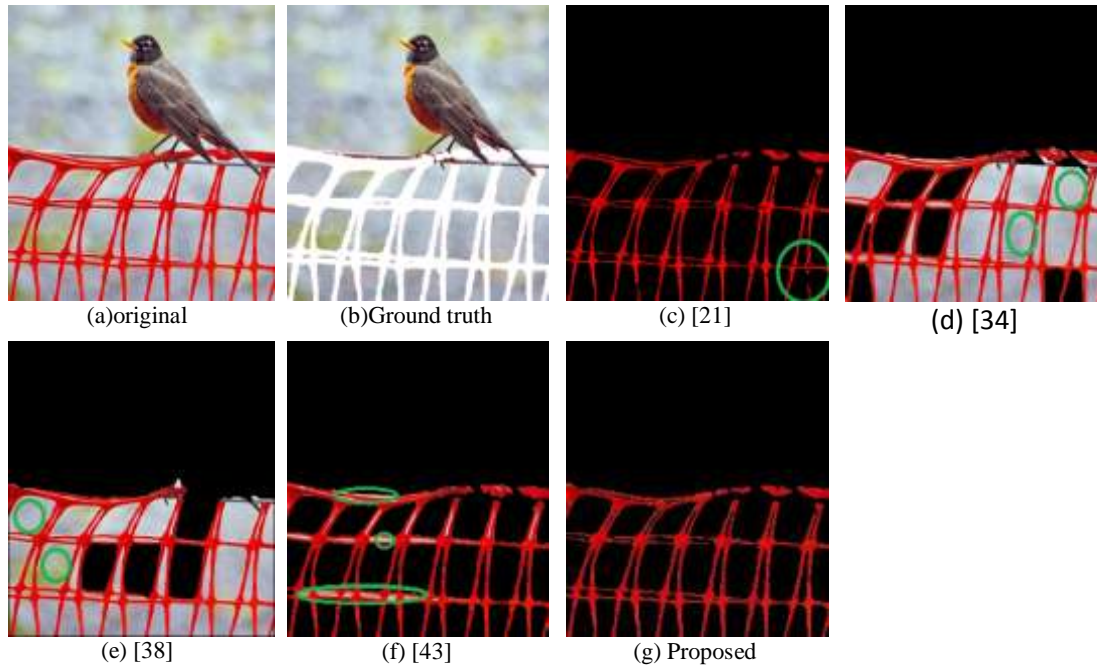 (a)original
(b)Ground truth
(c) [21]
(d) [34]
(e) [38]
(f) [43]
(g) Proposed